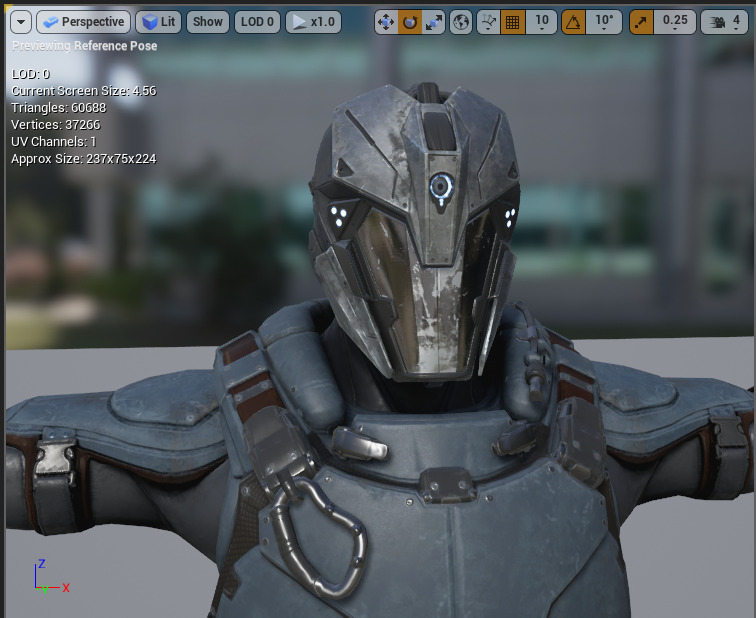 Perspective Lit Show LOD 0 x1.0 10 10° 0.25 4
Previewing Reference Pose
LOD: 0
Current Screen Size: 4.56
Triangles: 60688
Vertices: 37266
UV Channels: 1
Approx Size: 237x75x224
Z
X